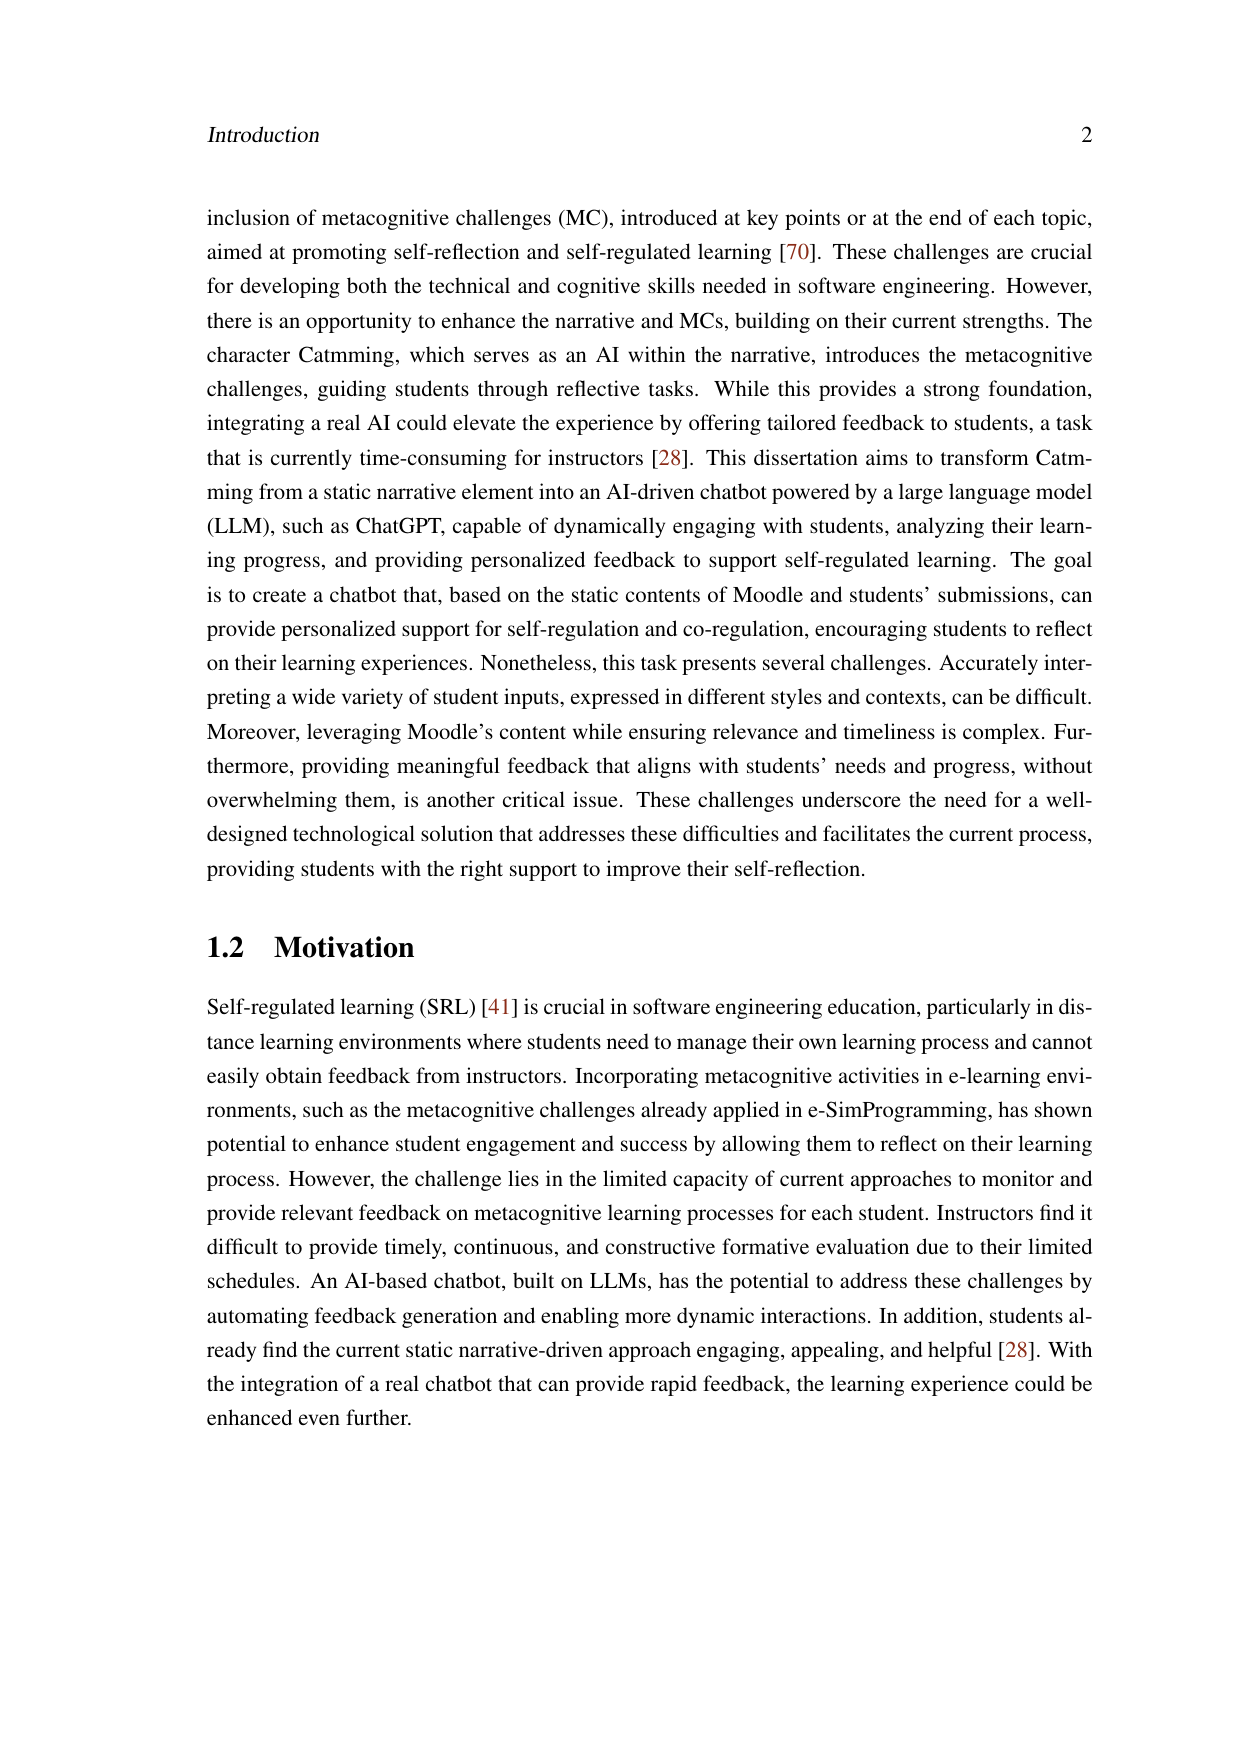 Introduction 2
inclusion of metacognitive challenges (MC), introduced at key points or at the end of each topic,
aimed at promoting self-reflection and self-regulated learning [70]. These challenges are crucial
for developing both the technical and cognitive skills needed in software engineering. However,
there is an opportunity to enhance the narrative and MCs, building on their current strengths. The
character Catmming, which serves as an AI within the narrative, introduces the metacognitive
challenges, guiding students through reflective tasks. While this provides a strong foundation,
integrating a real AI could elevate the experience by offering tailored feedback to students, a task
that is currently time-consuming for instructors [28]. This dissertation aims to transform Catm-
ming from a static narrative element into an AI-driven chatbot powered by a large language model
(LLM), such as ChatGPT, capable of dynamically engaging with students, analyzing their learn-
ing progress, and providing personalized feedback to support self-regulated learning. The goal
is to create a chatbot that, based on the static contents of Moodle and students’ submissions, can
provide personalized support for self-regulation and co-regulation, encouraging students to reflect
on their learning experiences. Nonetheless, this task presents several challenges. Accurately inter-
preting a wide variety of student inputs, expressed in different styles and contexts, can be difficult.
Moreover, leveraging Moodle’s content while ensuring relevance and timeliness is complex. Fur-
thermore, providing meaningful feedback that aligns with students’ needs and progress, without
overwhelming them, is another critical issue. These challenges underscore the need for a well-
designed technological solution that addresses these difficulties and facilitates the current process,
providing students with the right support to improve their self-reflection.
1.2 Motivation
Self-regulated learning (SRL) [41] is crucial in software engineering education, particularly in dis-
tance learning environments where students need to manage their own learning process and cannot
easily obtain feedback from instructors. Incorporating metacognitive activities in e-learning envi-
ronments, such as the metacognitive challenges already applied in e-SimProgramming, has shown
potential to enhance student engagement and success by allowing them to reflect on their learning
process. However, the challenge lies in the limited capacity of current approaches to monitor and
provide relevant feedback on metacognitive learning processes for each student. Instructors find it
difficult to provide timely, continuous, and constructive formative evaluation due to their limited
schedules. An AI-based chatbot, built on LLMs, has the potential to address these challenges by
automating feedback generation and enabling more dynamic interactions. In addition, students al-
ready find the current static narrative-driven approach engaging, appealing, and helpful [28]. With
the integration of a real chatbot that can provide rapid feedback, the learning experience could be
enhanced even further.